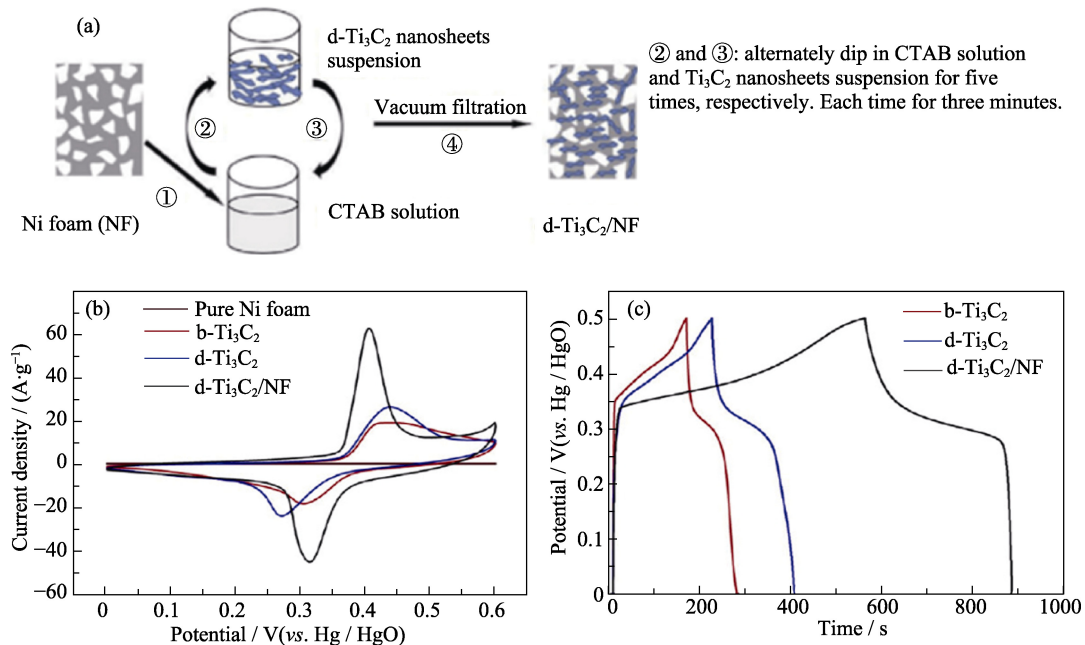 (a)
d-Ti₃C₂ nanosheets
suspension
② and ③: alternately dip in CTAB solution
and Ti₃C₂ nanosheets suspension for five
times, respectively. Each time for three minutes.
②
③
Vacuum filtration
④
①
Ni foam (NF)
CTAB solution
d-Ti₃C₂/NF
(b)
Pure Ni foam
b-Ti₃C₂
d-Ti₃C₂
d-Ti₃C₂/NF
Current density / (A·g⁻¹)
60
40
20
0
−20
−40
−60
0 0.1 0.2 0.3 0.4 0.5 0.6
Potential / V(vs. Hg / HgO)
(c)
b-Ti₃C₂
d-Ti₃C₂
d-Ti₃C₂/NF
Potential / V(vs. Hg / HgO)
0.5
0.4
0.3
0.2
0.1
0
0 200 400 600 800 1000
Time / s